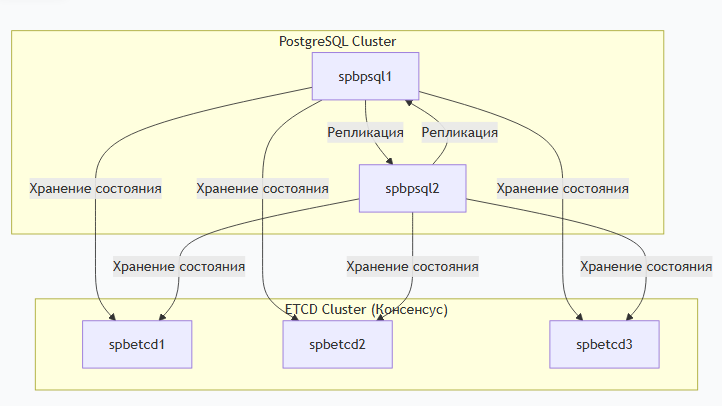 PostgreSQL Cluster
spbpsql1
Репликация
Репликация
Хранение состояния
Хранение состояния
spbpsql2
Хранение состояния
Хранение состояния
Хранение состояния
Хранение состояния
ETCD Cluster (Консенсус)
spbetcd1
spbetcd2
spbetcd3